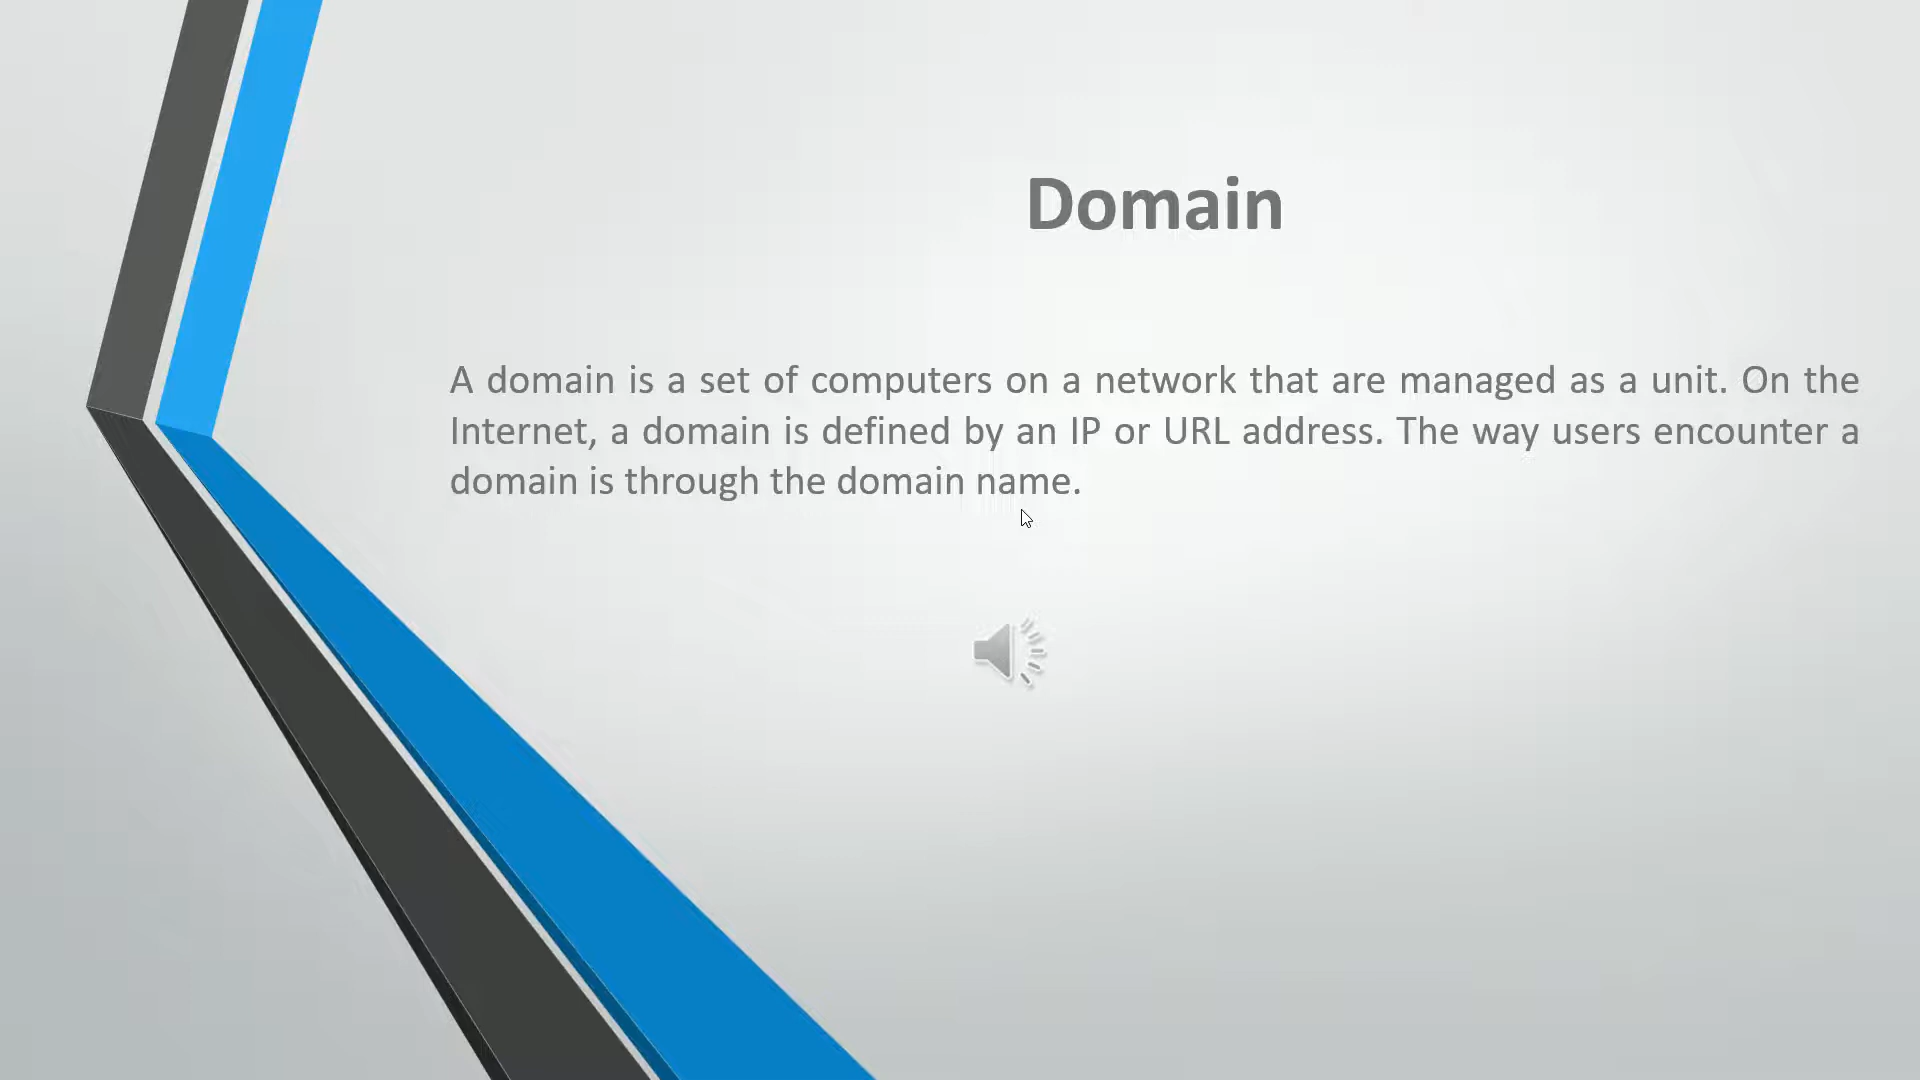 Domain
A domain is a set of computers on a network that are managed as a unit. On the
Internet, a domain is defined by an IP or URL address. The way users encounter a
domain is through the domain name.